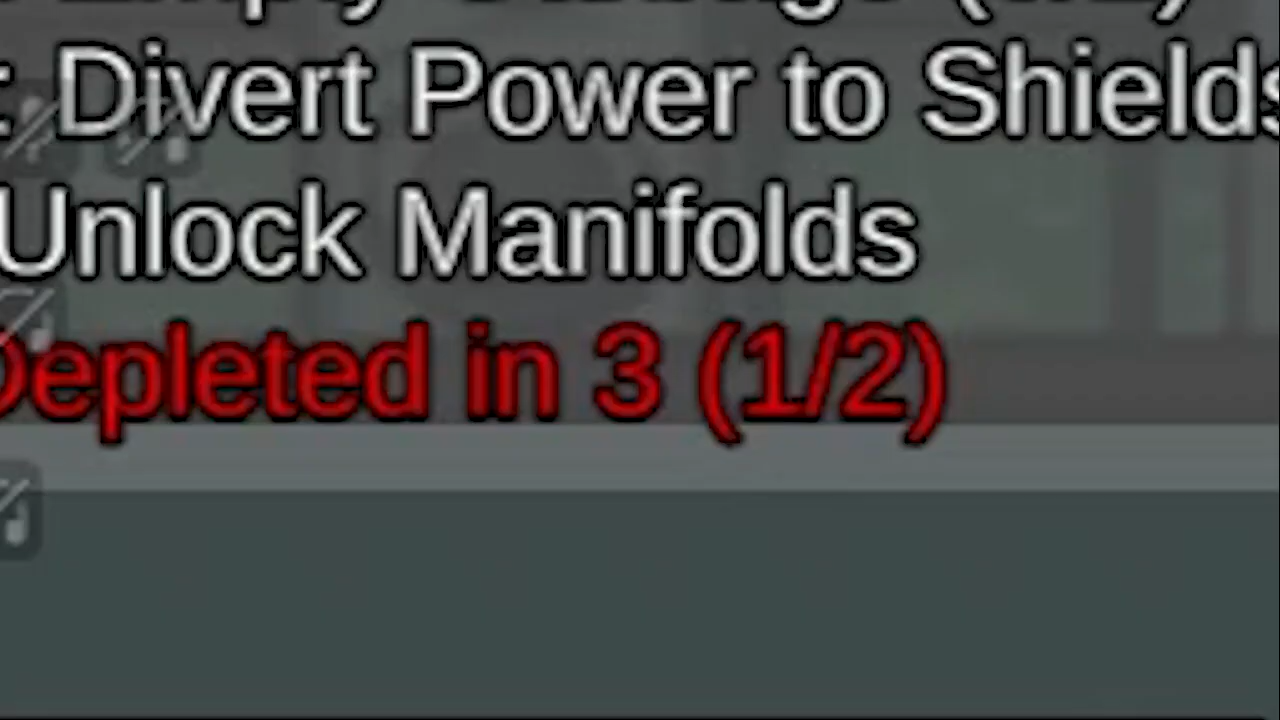 : Divert Power to Shields
Unlock Manifolds
Depleted in 3 (1/2)